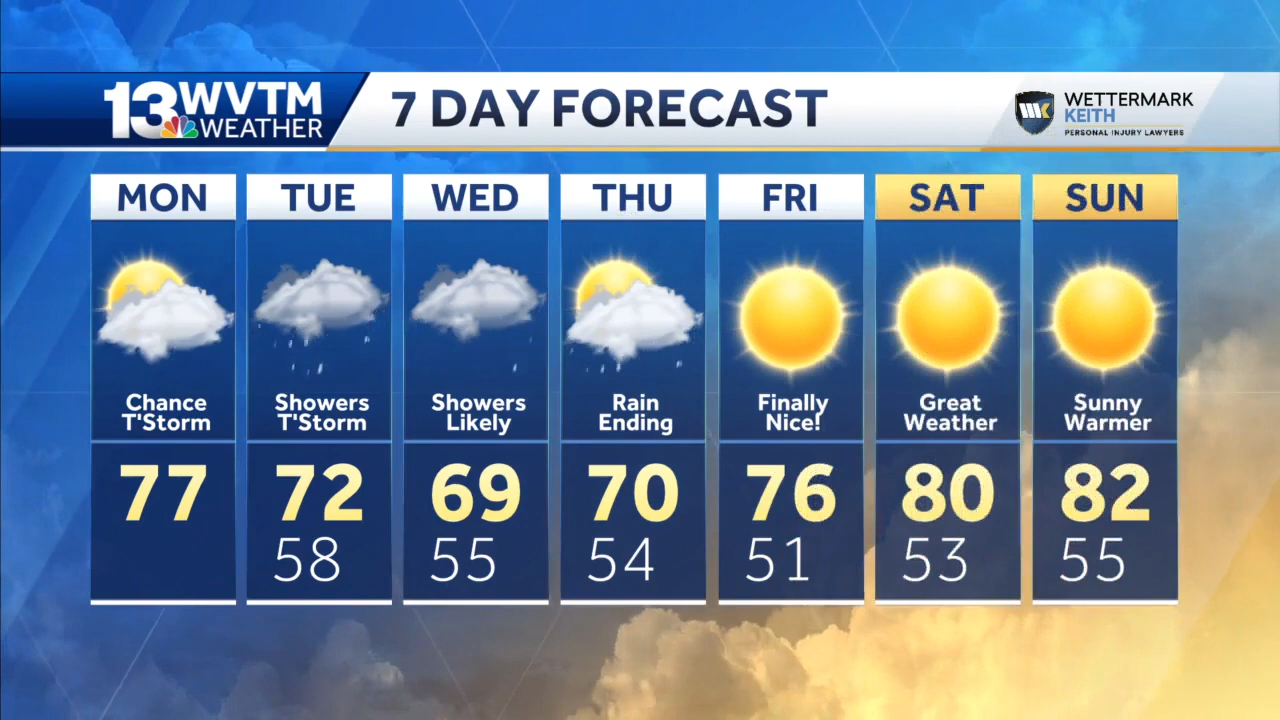 13 WVTM
WEATHER
7 DAY FORECAST
WETTERMARK
KEITH
PERSONAL INJURY LAWYERS
MON
Chance
T'Storm
77
TUE
Showers
T'Storm
72
58
WED
Showers
Likely
69
55
THU
Rain
Ending
70
54
FRI
Finally
Nice!
76
51
SAT
Great
Weather
80
53
SUN
Sunny
Warmer
82
55